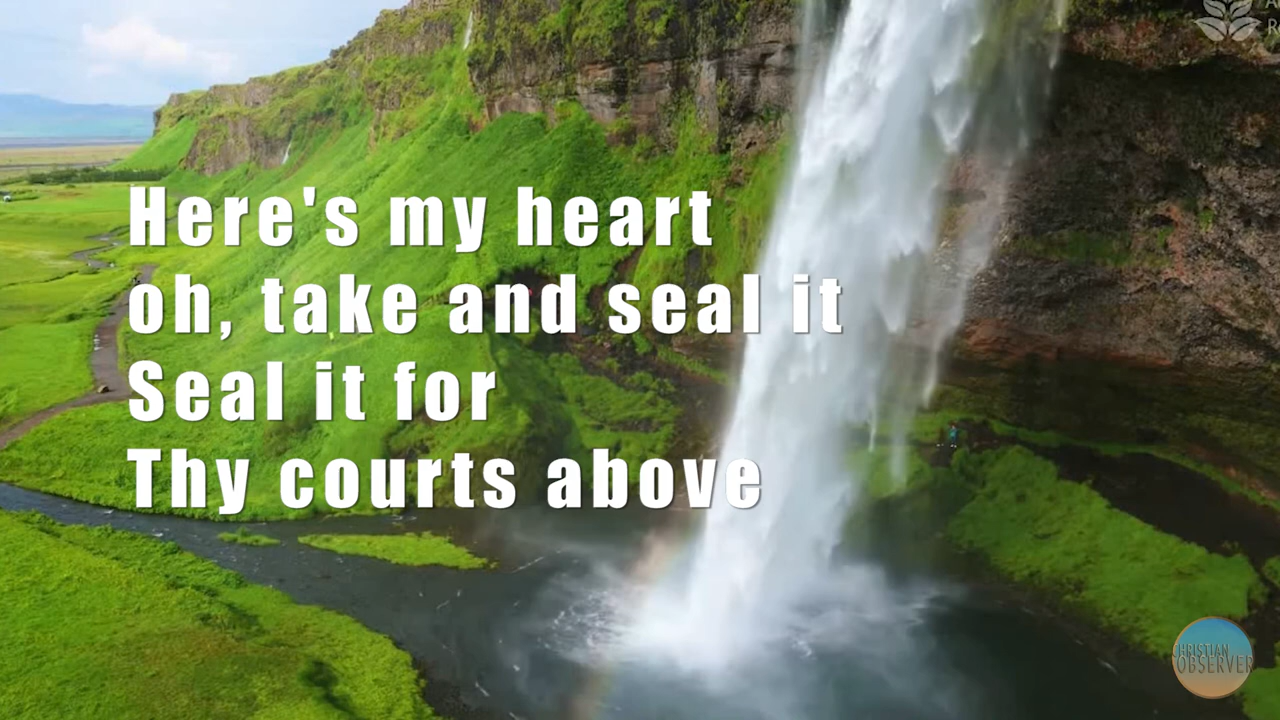 Here's my heart
oh, take and seal it
Seal it for
Thy courts above
CHRISTIAN
OBSERVER